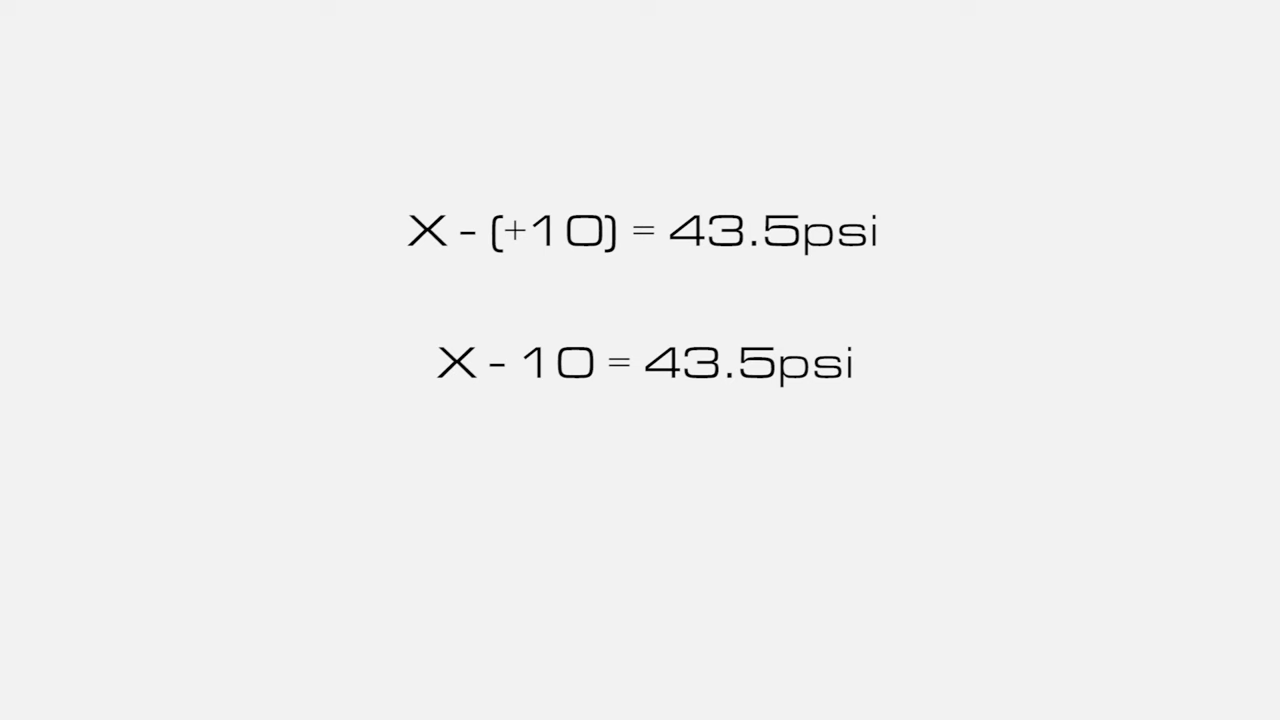 X - (+10) = 43.5psi
X - 10 = 43.5psi